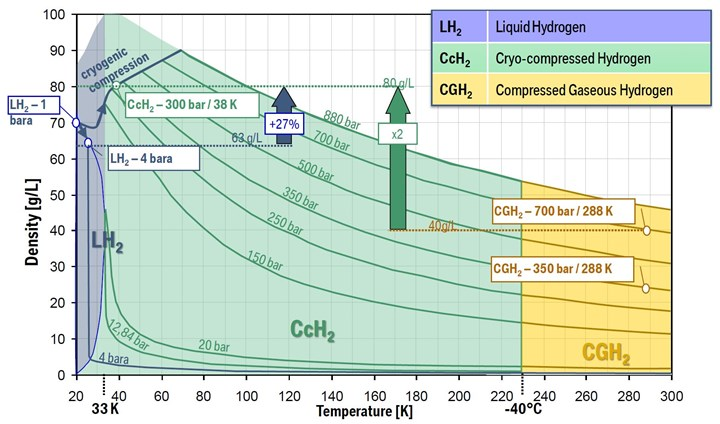 LH₂ Liquid Hydrogen
CcH₂ Cryo-compressed Hydrogen
CGH₂ Compressed Gaseous Hydrogen
Density [g/L]
100
90
80
70
60
50
40
30
20
10
0
cryogenic
compression
LH₂ – 1
bara
CcH₂ – 300 bar / 38 K
LH₂ – 4 bara
63 g/L
+27%
80 g/L
x2
40g/L
880 bar
700 bar
500 bar
350 bar
250 bar
150 bar
20 bar
12,84 bar
4 bara
CGH₂ – 700 bar / 288 K
CGH₂ – 350 bar / 288 K
LH₂
CcH₂
CGH₂
20 40 60 80 100 120 140 160 180 200 220 240 260 280 300
33 K
Temperature [K]
-40°C